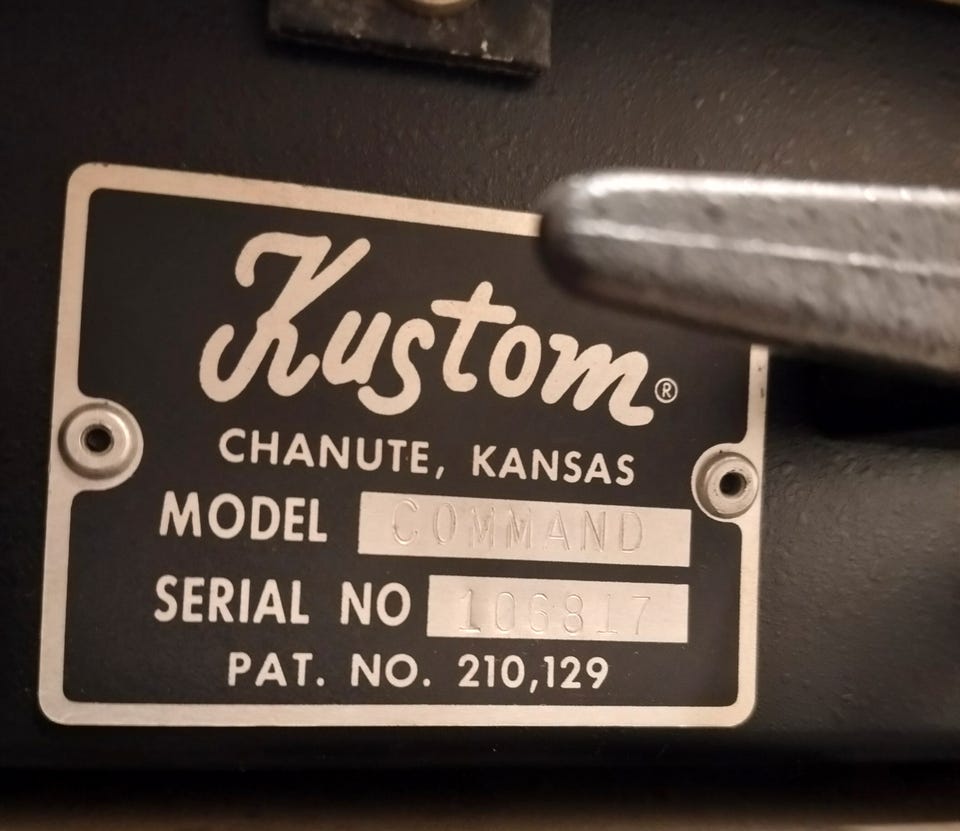 Kustom®
CHANUTE, KANSAS
MODEL COMMAND
SERIAL NO 106817
PAT. NO. 210,129